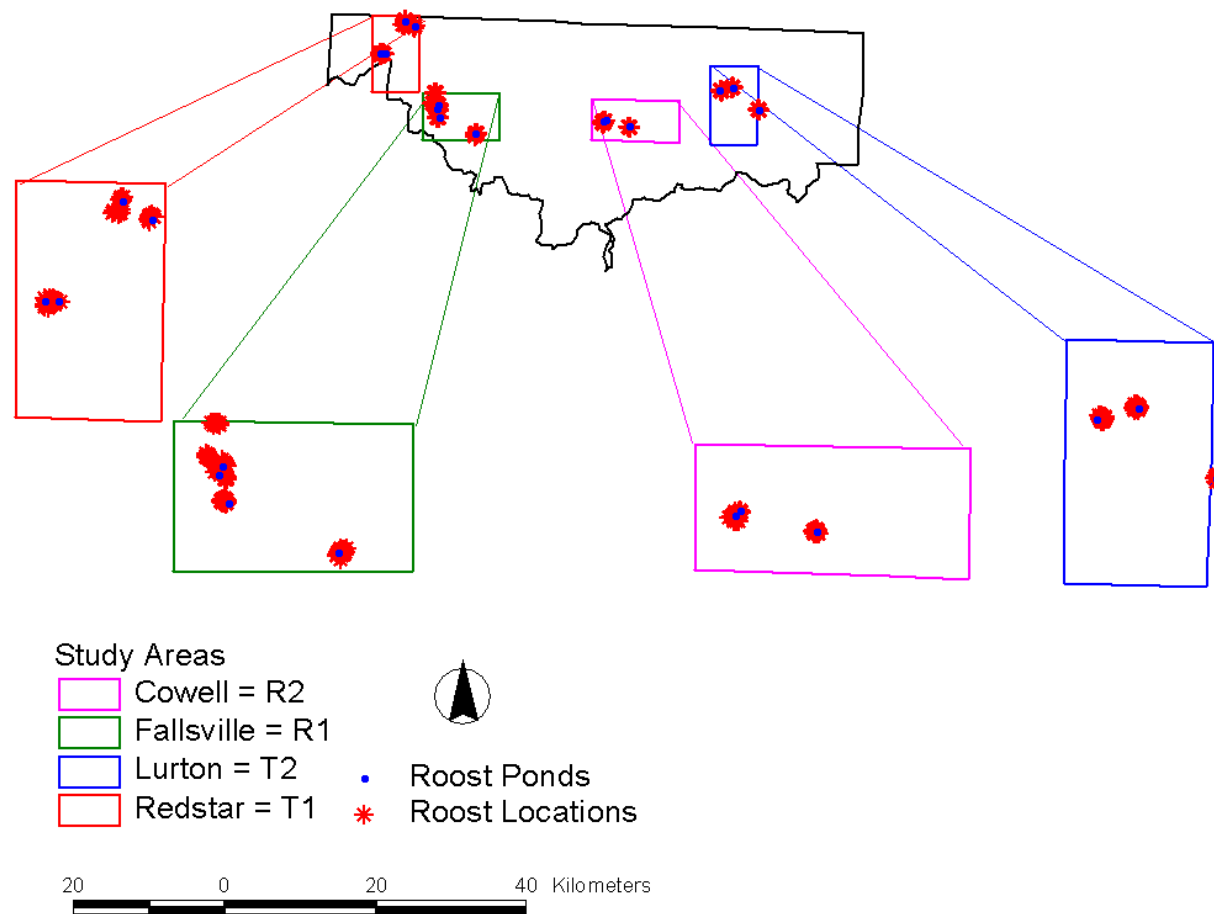 Study Areas
Cowell = R2
Fallsville = R1
Lurton = T2
Redstar = T1
Roost Ponds
Roost Locations
20 0 20 40 Kilometers